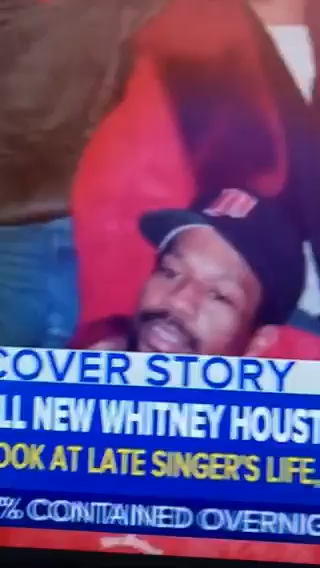 COVER STORY
LL NEW WHITNEY HOUST
OOK AT LATE SINGER'S LIFE,
% CONTAINED OVERNIG